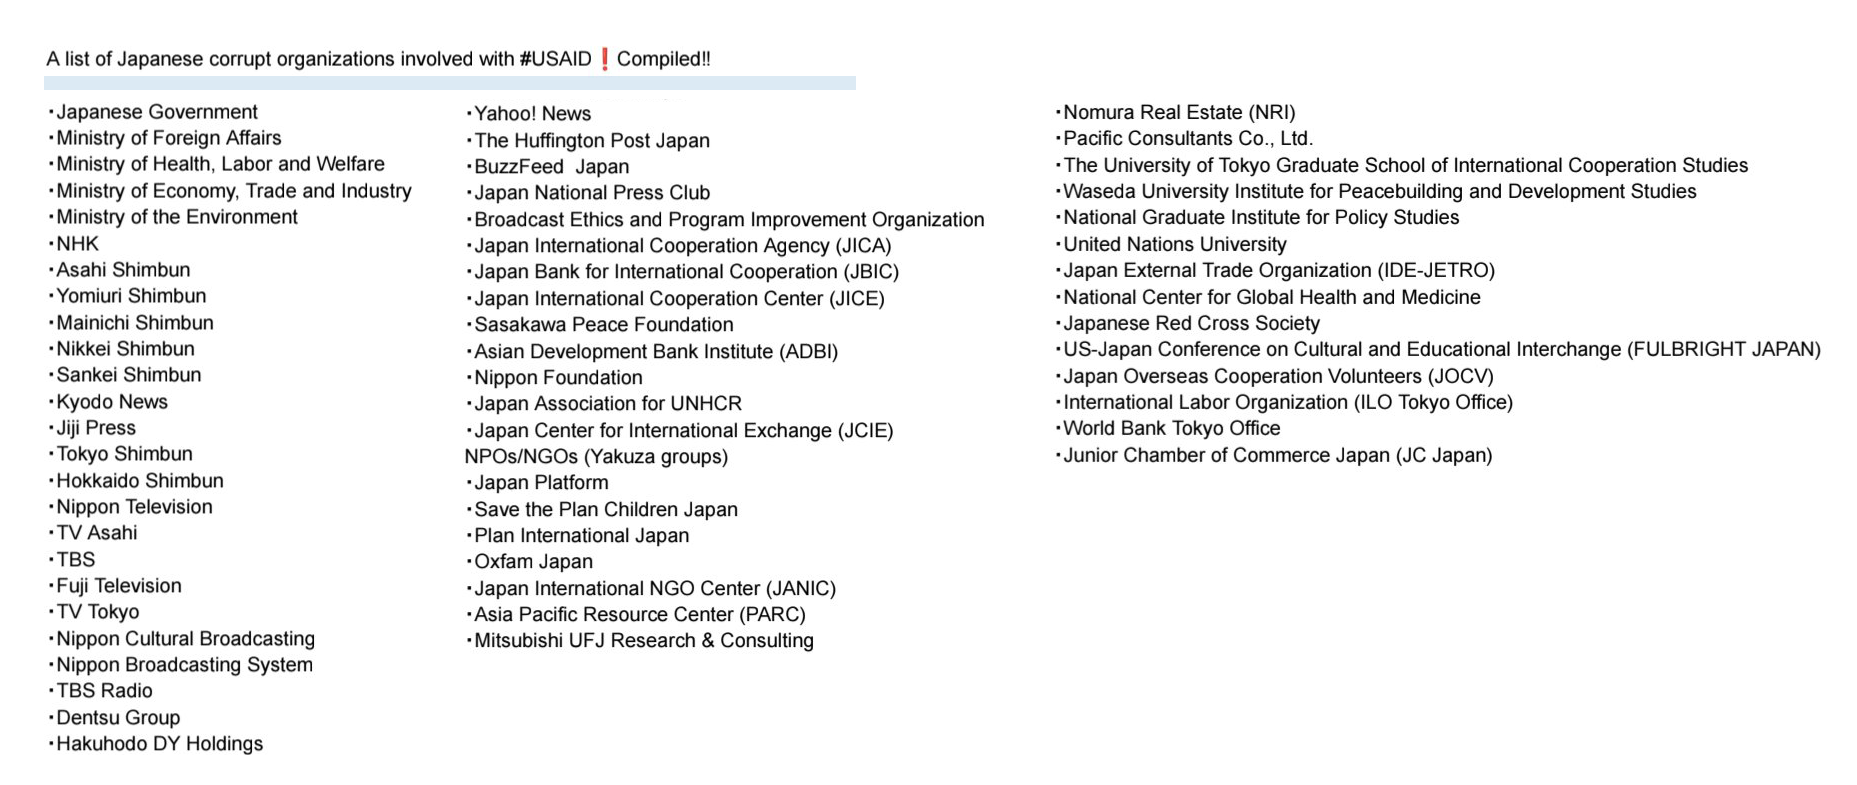 A list of Japanese corrupt organizations involved with #USAID❗Compiled!!
・Japanese Government
・Ministry of Foreign Affairs
・Ministry of Health, Labor and Welfare
・Ministry of Economy, Trade and Industry
・Ministry of the Environment
・NHK
・Asahi Shimbun
・Yomiuri Shimbun
・Mainichi Shimbun
・Nikkei Shimbun
・Sankei Shimbun
・Kyodo News
・Jiji Press
・Tokyo Shimbun
・Hokkaido Shimbun
・Nippon Television
・TV Asahi
・TBS
・Fuji Television
・TV Tokyo
・Nippon Cultural Broadcasting
・Nippon Broadcasting System
・TBS Radio
・Dentsu Group
・Hakuhodo DY Holdings
・Yahoo! News
・The Huffington Post Japan
・BuzzFeed Japan
・Japan National Press Club
・Broadcast Ethics and Program Improvement Organization
・Japan International Cooperation Agency (JICA)
・Japan Bank for International Cooperation (JBIC)
・Japan International Cooperation Center (JICE)
・Sasakawa Peace Foundation
・Asian Development Bank Institute (ADBI)
・Nippon Foundation
・Japan Association for UNHCR
・Japan Center for International Exchange (JCIE)
NPOs/NGOs (Yakuza groups)
・Japan Platform
・Save the Plan Children Japan
・Plan International Japan
・Oxfam Japan
・Japan International NGO Center (JANIC)
・Asia Pacific Resource Center (PARC)
・Mitsubishi UFJ Research & Consulting
・Nomura Real Estate (NRI)
・Pacific Consultants Co., Ltd.
・The University of Tokyo Graduate School of International Cooperation Studies
・Waseda University Institute for Peacebuilding and Development Studies
・National Graduate Institute for Policy Studies
・United Nations University
・Japan External Trade Organization (IDE-JETRO)
・National Center for Global Health and Medicine
・Japanese Red Cross Society
・US-Japan Conference on Cultural and Educational Interchange (FULBRIGHT JAPAN)
・Japan Overseas Cooperation Volunteers (JOCV)
・International Labor Organization (ILO Tokyo Office)
・World Bank Tokyo Office
・Junior Chamber of Commerce Japan (JC Japan)